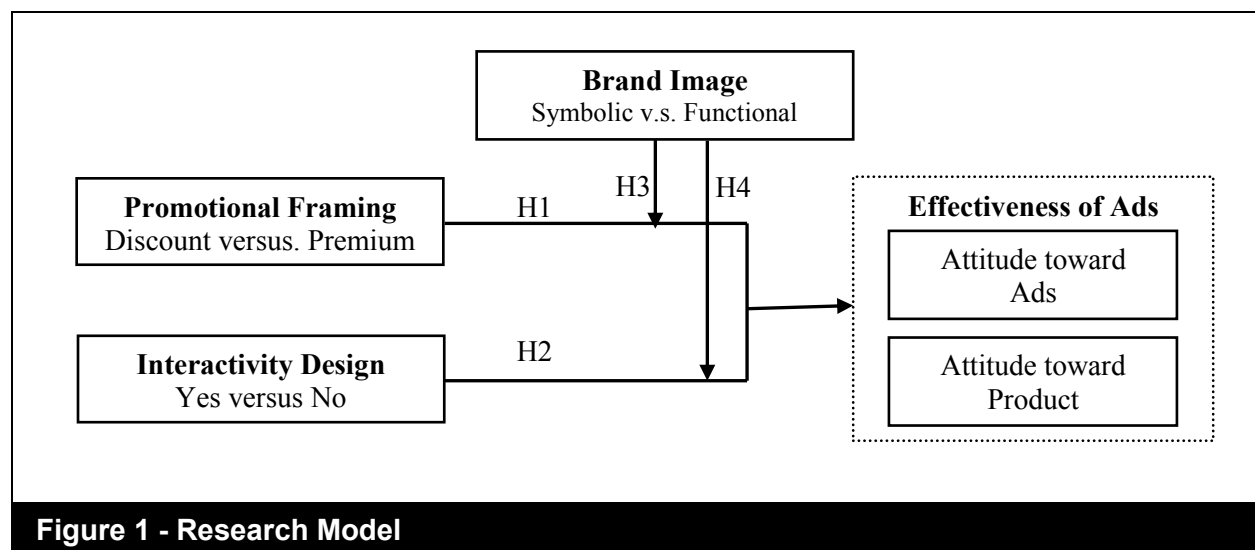 Brand Image
Symbolic v.s. Functional
H3
H4
Promotional Framing
Discount versus. Premium
H1
Effectiveness of Ads
Attitude toward
Ads
Interactivity Design
Yes versus No
H2
Attitude toward
Product
Figure 1 - Research Model